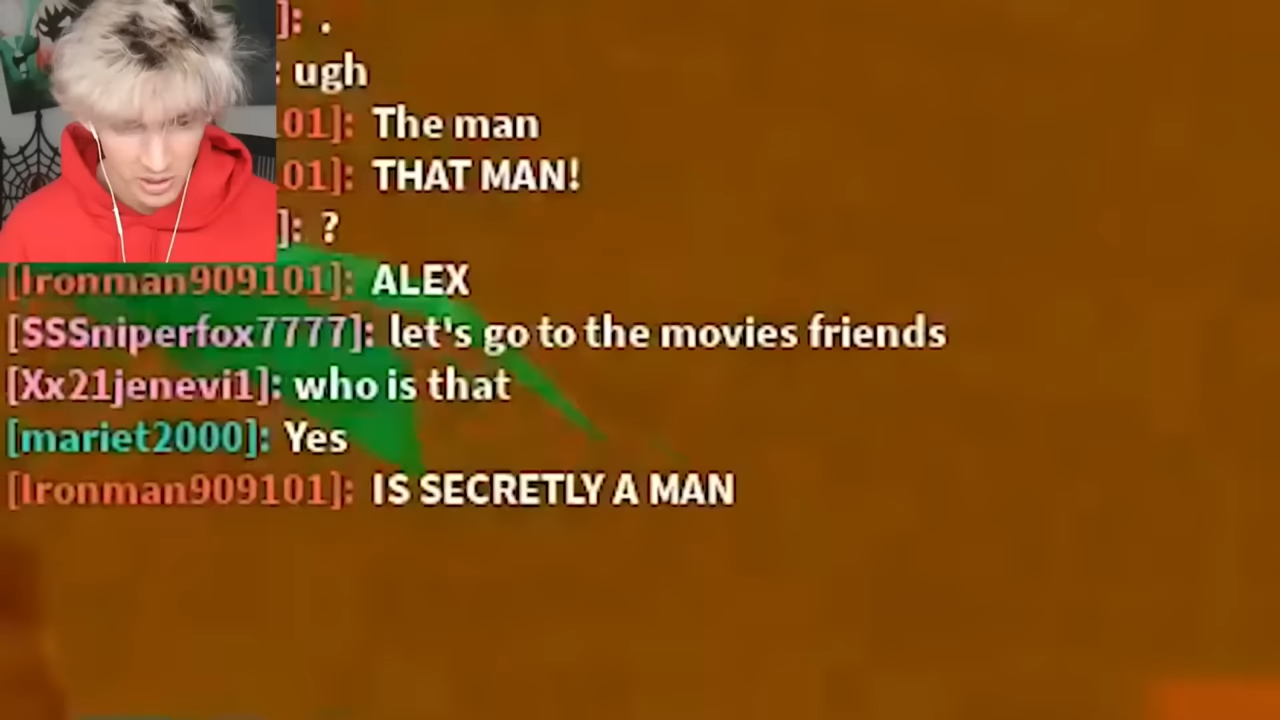 ]: .
: ugh
01]: The man
01]: THAT MAN!
]: ?
[Ironman909101]: ALEX
[SSSniperfox7777]: let's go to the movies friends
[Xx21jenevi1]: who is that
[mariet2000]: Yes
[Ironman909101]: IS SECRETLY A MAN